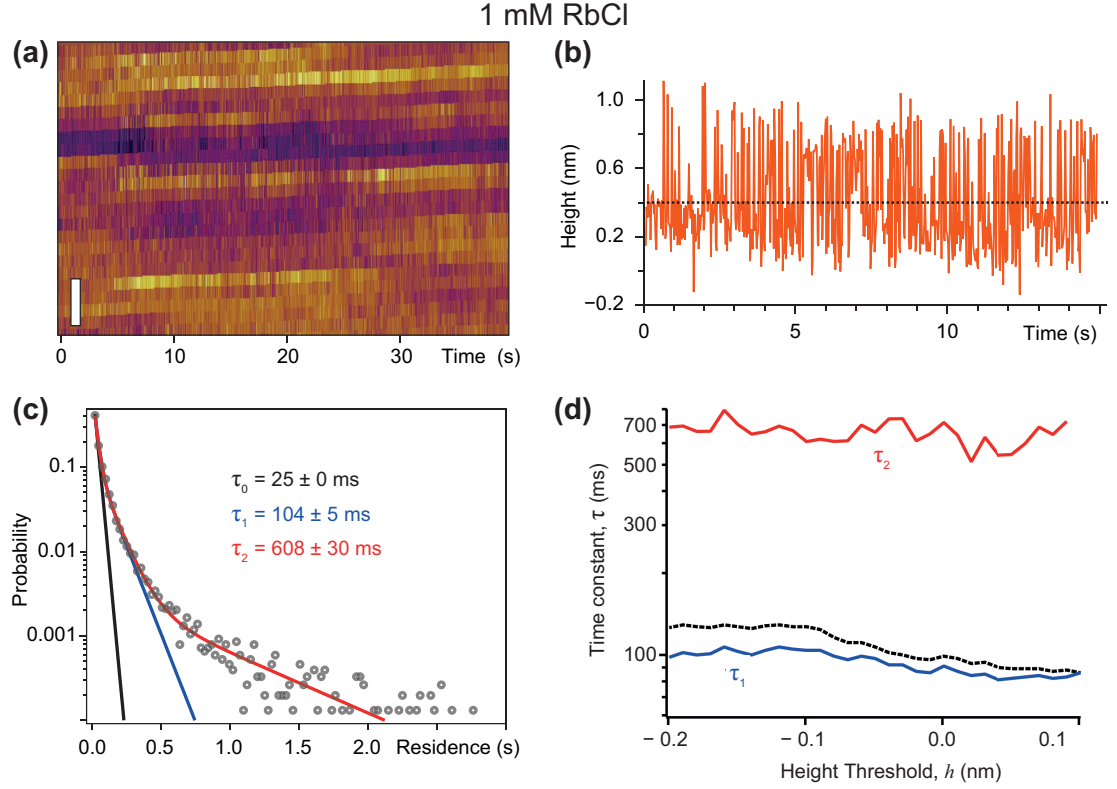 1 mM RbCl
(a)
0
10
20
30
Time (s)
(b)
Height (nm)
1.0
0.6
0.2
−0.2
0
5
10
Time (s)
(c)
Probability
0.1
0.01
0.001
τ0 = 25 ± 0 ms
τ1 = 104 ± 5 ms
τ2 = 608 ± 30 ms
0.0
0.5
1.0
1.5
2.0
Residence (s)
(d)
Time constant, τ (ms)
700
500
300
100
τ2
τ1
−0.2
−0.1
0.0
0.1
Height Threshold, h (nm)